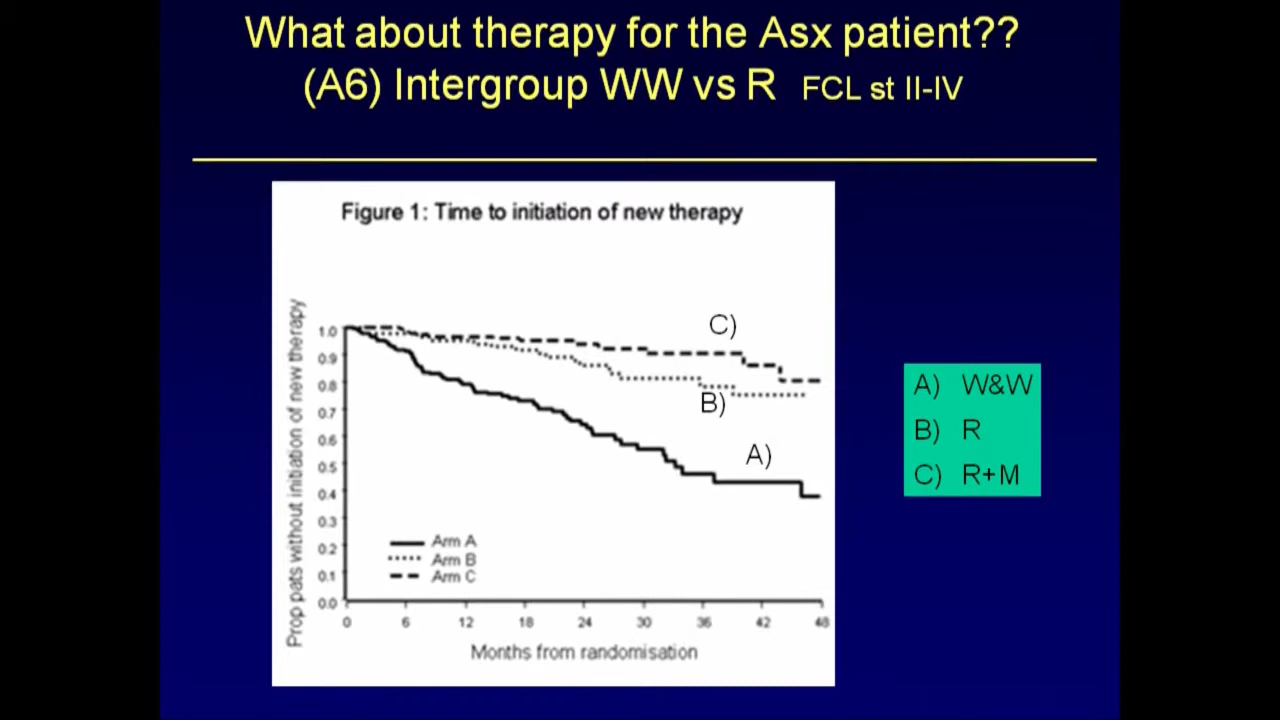 What about therapy for the Asx patient??
(A6) Intergroup WW vs R FCL st II-IV
Figure 1: Time to initiation of new therapy
Prop pats without initiation of new therapy
1.0
0.9
0.8
0.7
0.6
0.5
0.4
0.3
0.2
0.1
0.0
C)
B)
A)
Arm A
Arm B
Arm C
0 6 12 18 24 30 36 42 48
Months from randomisation
A) W&W
B) R
C) R+M